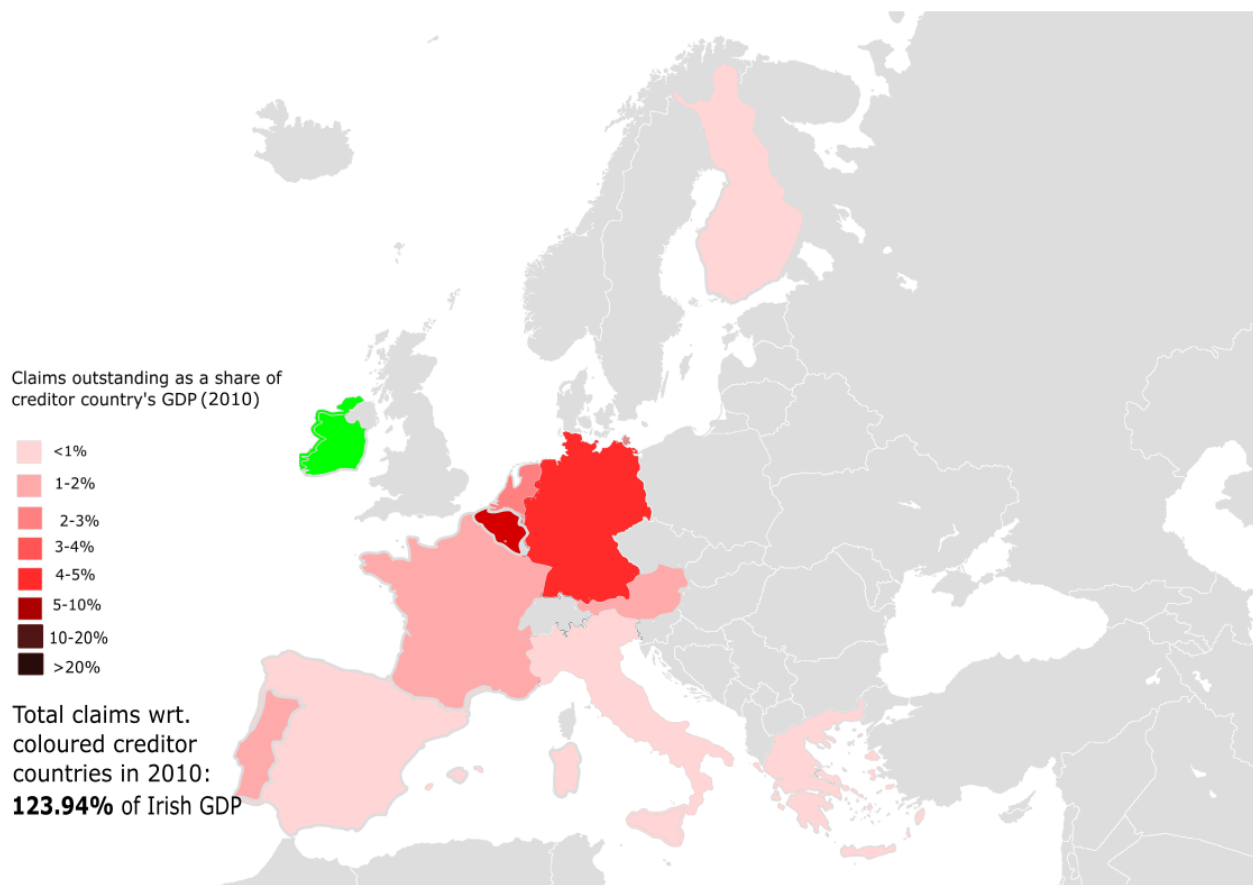 Claims outstanding as a share of
creditor country's GDP (2010)
<1%
1-2%
2-3%
3-4%
4-5%
5-10%
10-20%
>20%
Total claims wrt.
coloured creditor
countries in 2010:
123.94% of Irish GDP